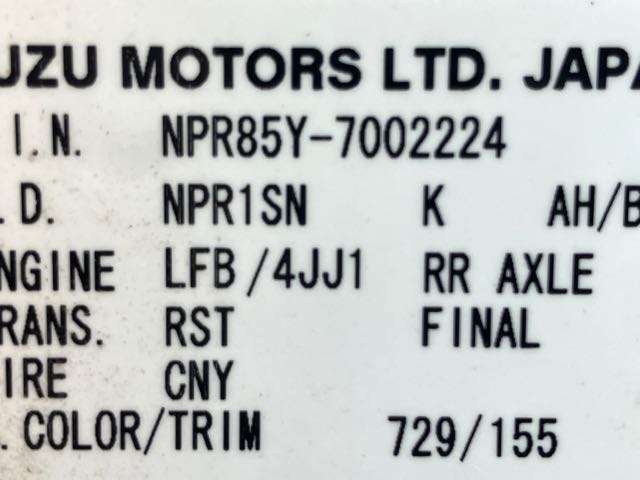 UZU MOTORS LTD. JAPA
I.N. NPR85Y-7002224
.D. NPR1SN K AH/B
NGINE LFB/4JJ1 RR AXLE
RANS. RST FINAL
IRE CNY
.COLOR/TRIM 729/155